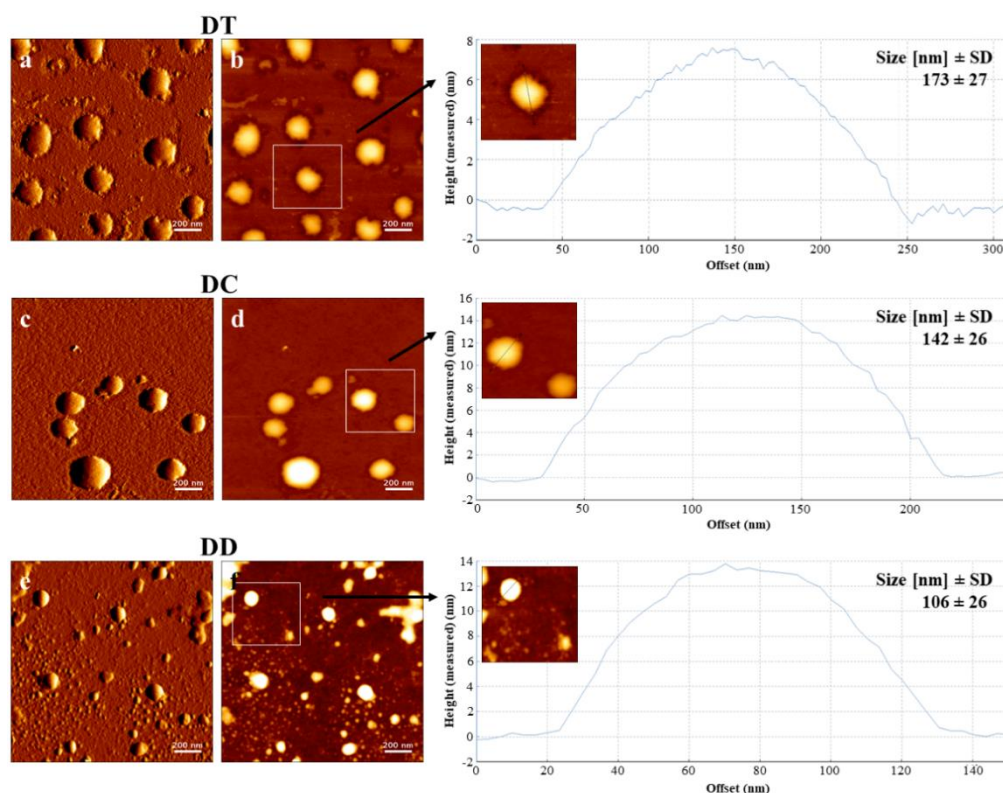 DT
a
b
200 nm
200 nm
Height (measured) (nm)
8
6
4
2
0
-2
0
50
100
150
200
250
300
Offset (nm)
Size [nm] ± SD
173 ± 27
DC
c
d
200 nm
200 nm
Height (measured) (nm)
16
14
12
10
8
6
4
2
0
-2
0
50
100
150
200
Offset (nm)
Size [nm] ± SD
142 ± 26
DD
e
f
200 nm
200 nm
Height (measured) (nm)
14
12
10
8
6
4
2
0
-2
0
20
40
60
80
100
120
140
Offset (nm)
Size [nm] ± SD
106 ± 26